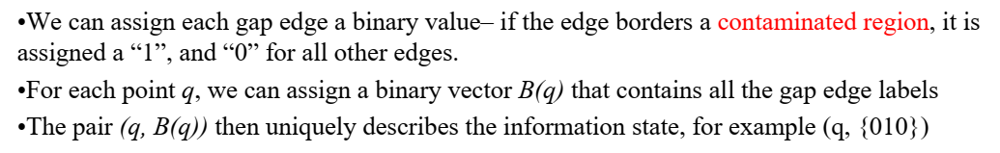 •We can assign each gap edge a binary value– if the edge borders a contaminated region, it is
assigned a “1”, and “0” for all other edges.
•For each point q, we can assign a binary vector B(q) that contains all the gap edge labels
•The pair (q, B(q)) then uniquely describes the information state, for example (q, {010})